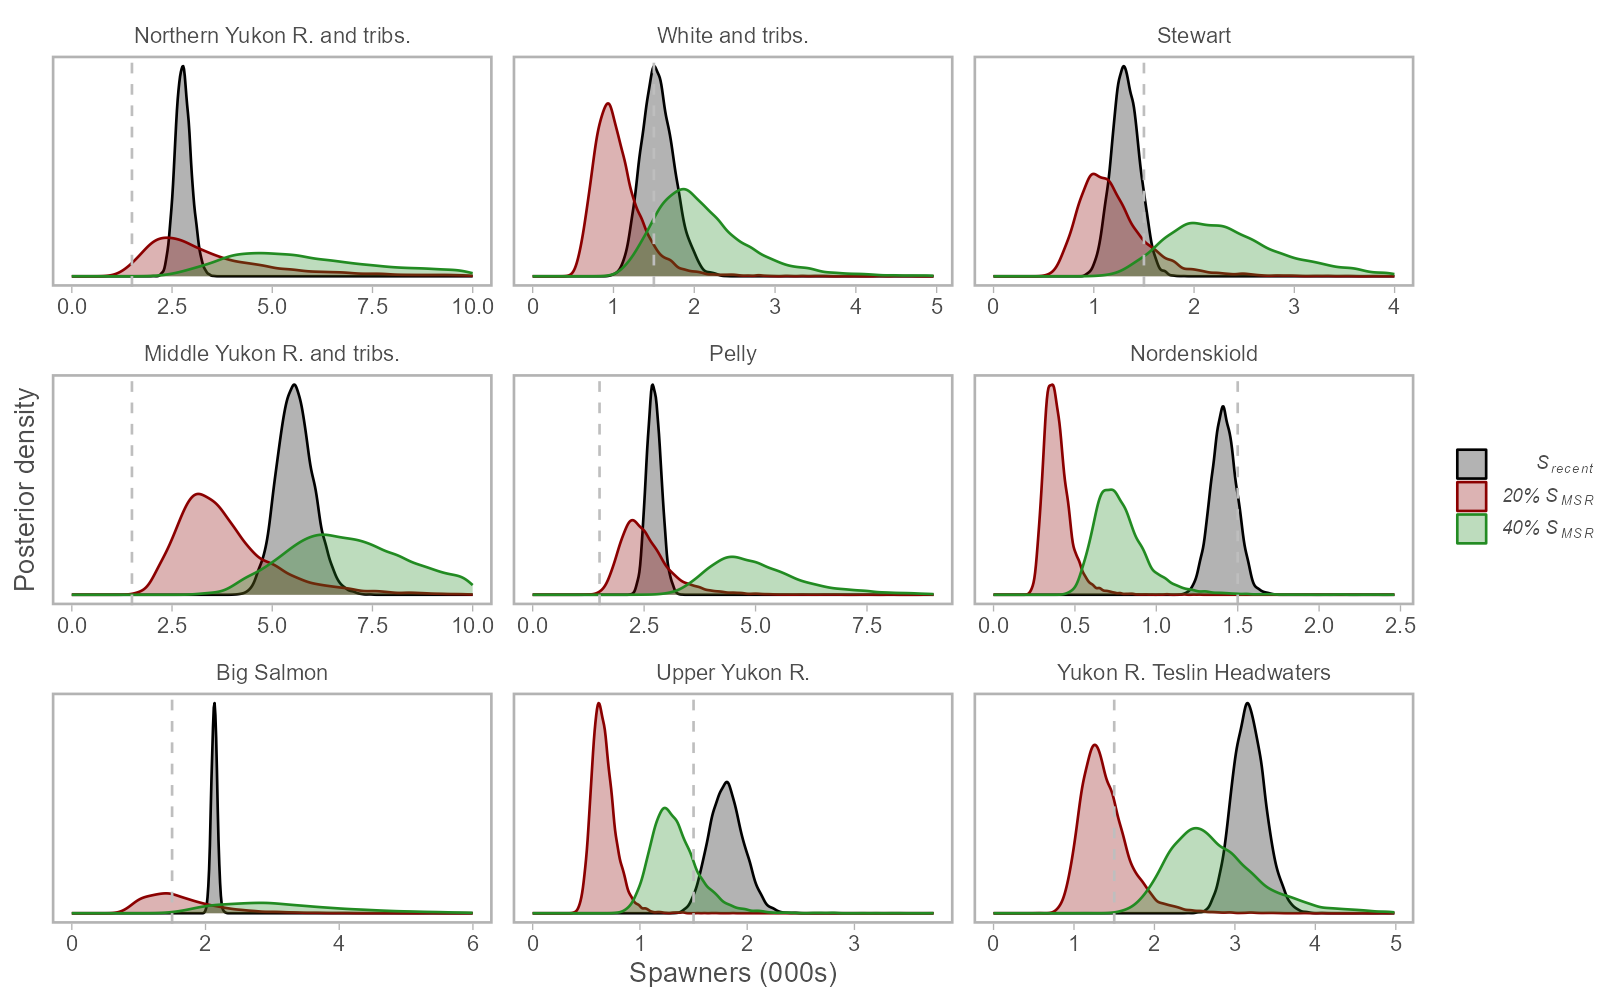 Northern Yukon R. and tribs.
White and tribs.
Stewart
0.0 2.5 5.0 7.5 10.0
0 1 2 3 4 5
0 1 2 3 4
Middle Yukon R. and tribs.
Pelly
Nordenskiold
0.0 2.5 5.0 7.5 10.0
0.0 2.5 5.0 7.5
0.0 0.5 1.0 1.5 2.0 2.5
Big Salmon
Upper Yukon R.
Yukon R. Teslin Headwaters
0 2 4 6
0 1 2 3
0 1 2 3 4 5
Spawners (000s)
Posterior density
S recent
20% S MSR
40% S MSR